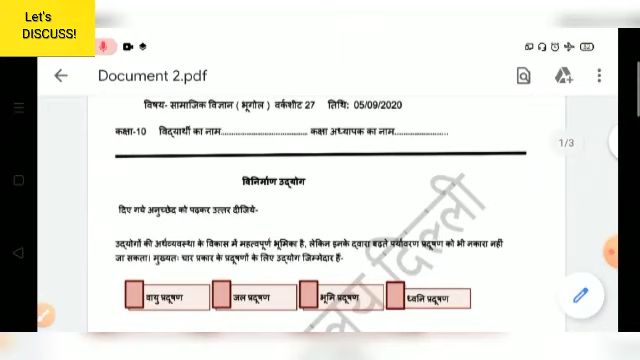 Let's
DISCUSS!
Document 2.pdf
विषय- सामाजिक विज्ञान ( भूगोल ) वर्कशीट 27 तिथि: 05/09/2020
1/3
कक्षा-10 विद्यार्थी का नाम................................ कक्षा अध्यापक का नाम....................
विनिर्माण उद्योग
दिए गये अनुच्छेद को पढ़कर उत्तर दीजिये-
उद्योगों की अर्थव्यवस्था के विकास में महत्वपूर्ण भूमिका है, लेकिन इनके द्वारा बढ़ते पर्यावरण प्रदूषण को भी नकारा नहीं
जा सकता। मुख्यतः चार प्रकार के प्रदूषणों के लिए उद्योग जिम्मेदार हैं-
वायु प्रदूषण जल प्रदूषण भूमि प्रदूषण ध्वनि प्रदूषण
दिल्ली